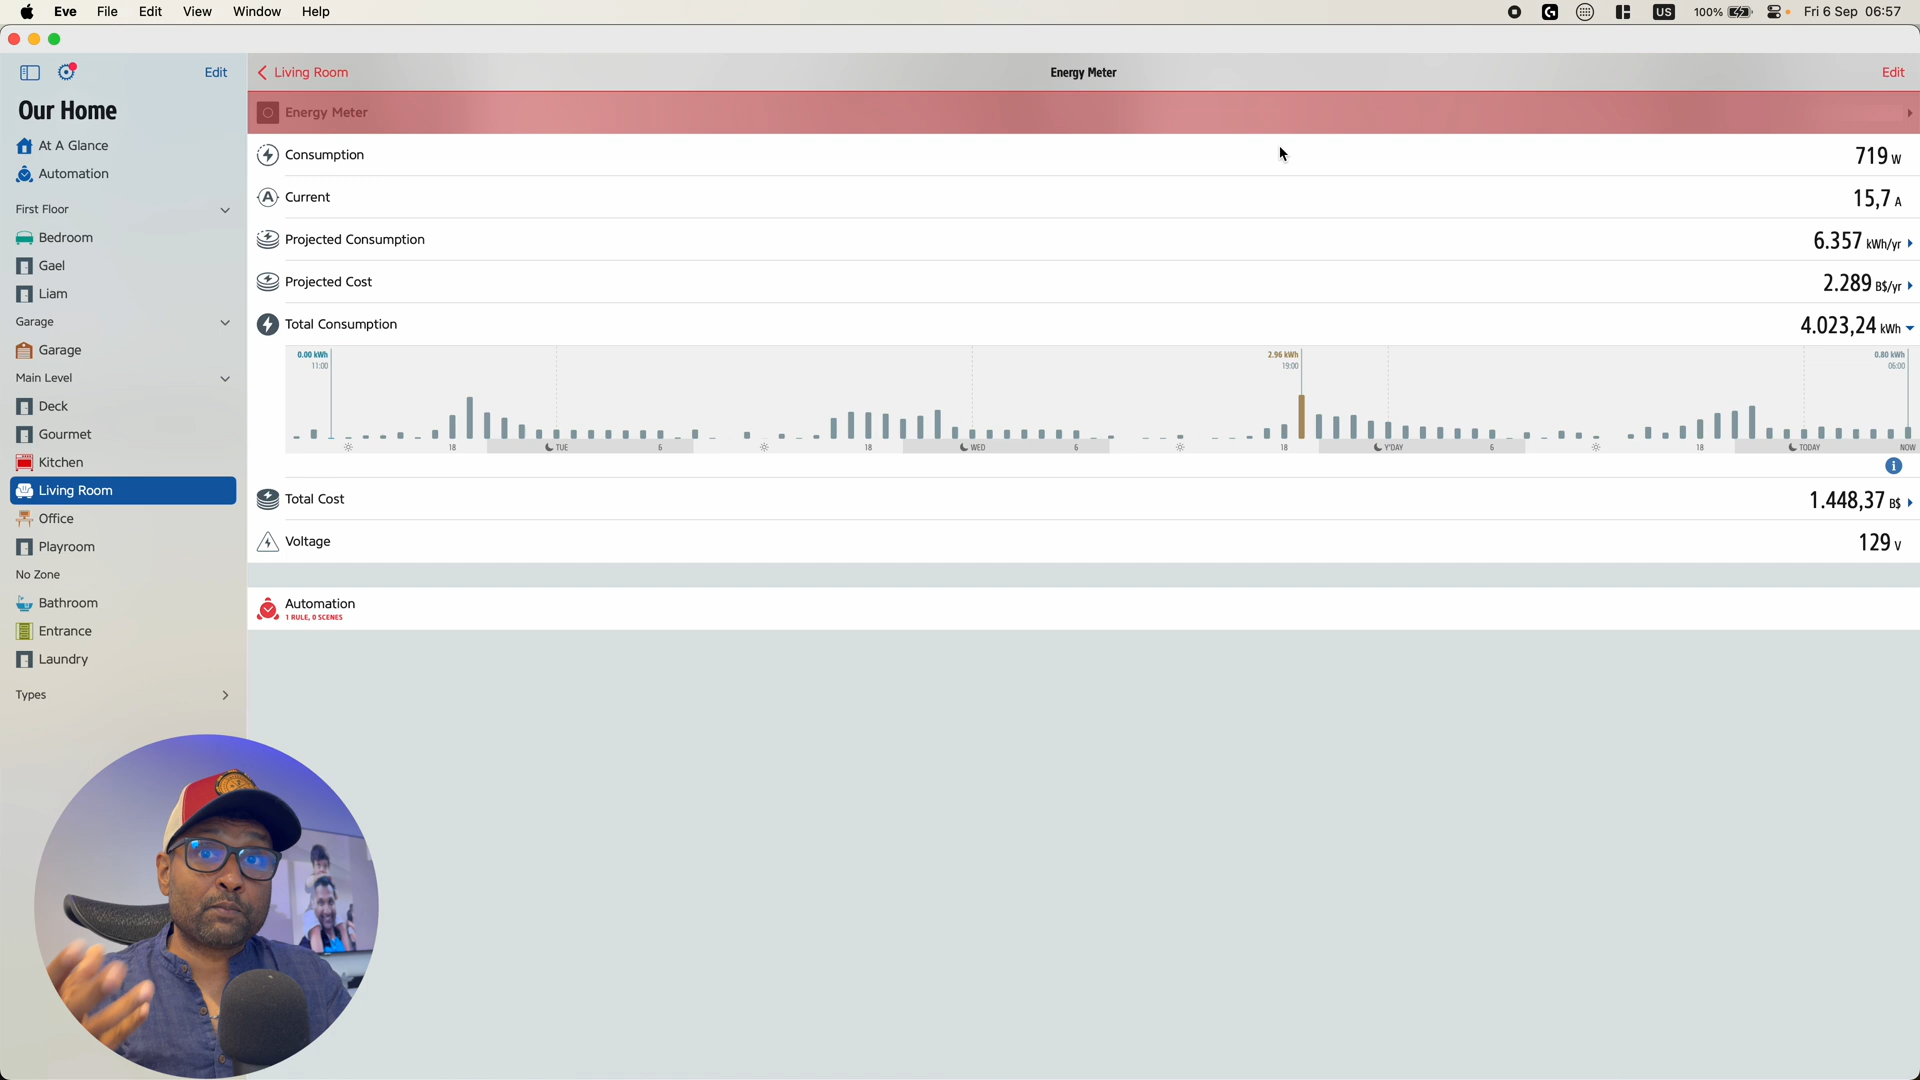 Eve File Edit View Window Help US 100% Fri 6 Sep 06:57
Edit Living Room Energy Meter Edit
Our Home
At A Glance
Automation
First Floor
Bedroom
Gael
Liam
Garage
Garage
Main Level
Deck
Gourmet
Kitchen
Living Room
Office
Playroom
No Zone
Bathroom
Entrance
Laundry
Types
Energy Meter
Consumption 719 W
Current 15,7 A
Projected Consumption 6.357 kWh/yr
Projected Cost 2.289 B$/yr
Total Consumption 4.023,24 kWh
0.00 kWh 2.96 kWh 0.80 kWh
11:00 19:00 06:00
18 TUE 6 18 WED 6 18 Y'DAY 6 18 TODAY NOW
Total Cost 1.448,37 B$
Voltage 129 V
Automation
1 RULE, 0 SCENES